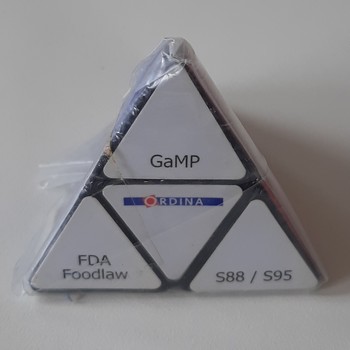 GaMP
ORDINA
FDA
Foodlaw
S88 / S95